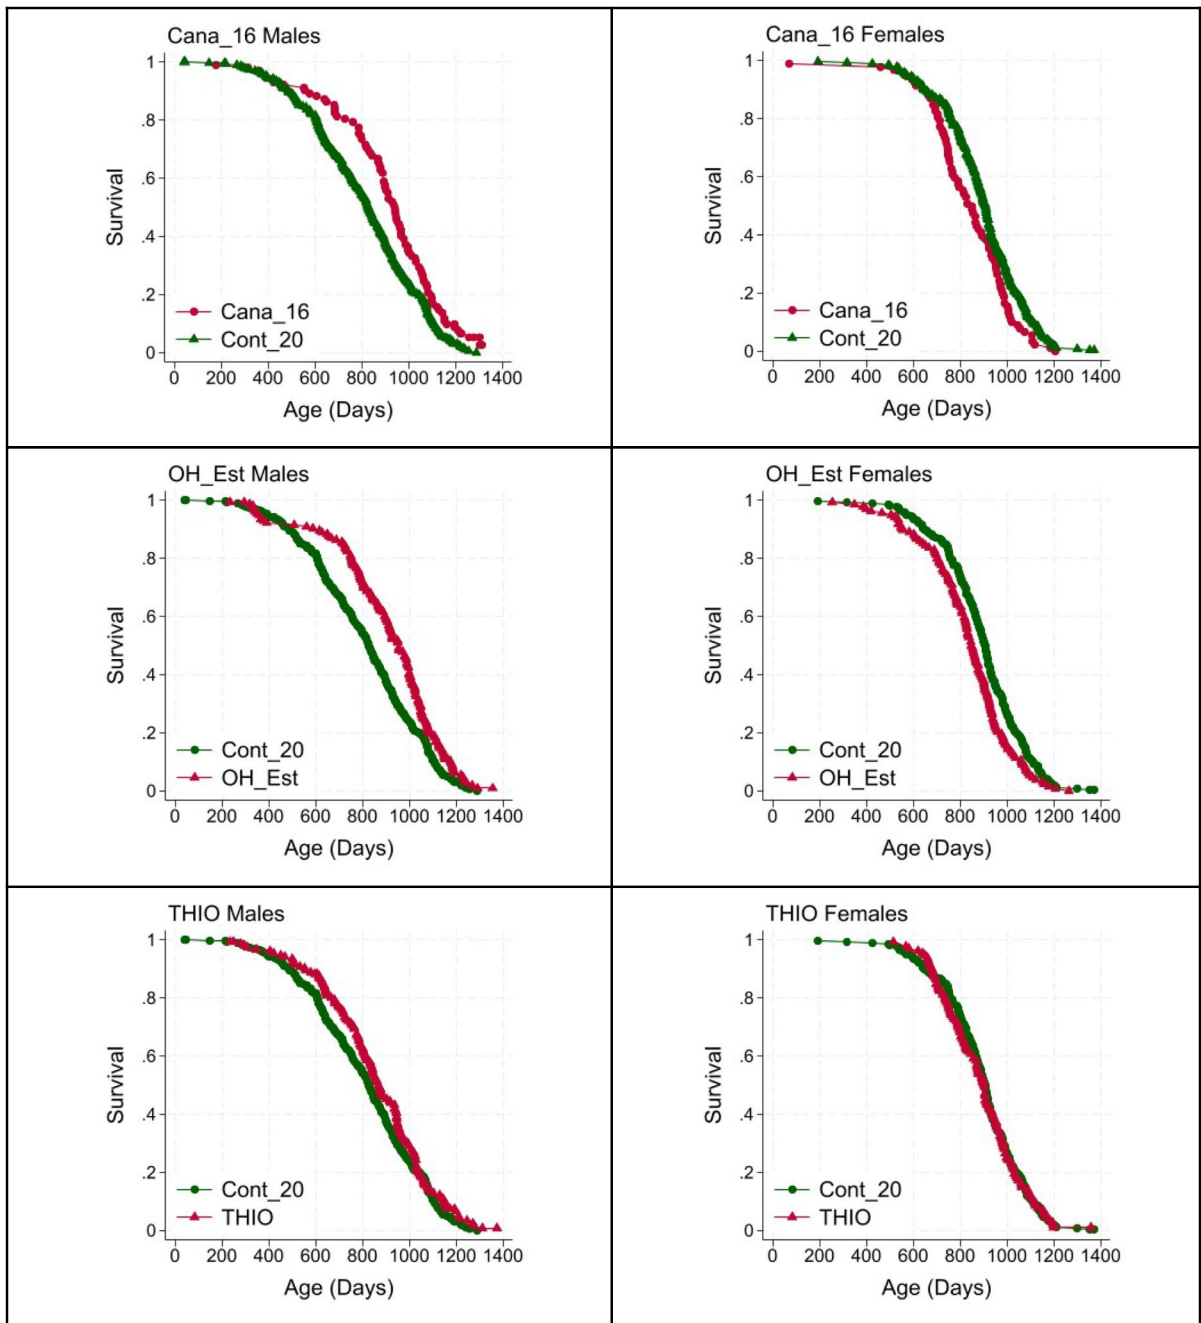 Cana_16 Males
1
.8
.6
.4
.2
0
Survival
Cana_16
Cont_20
0 200 400 600 800 1000 1200 1400
Age (Days)
Cana_16 Females
1
.8
.6
.4
.2
0
Survival
Cana_16
Cont_20
0 200 400 600 800 1000 1200 1400
Age (Days)
OH_Est Males
1
.8
.6
.4
.2
0
Survival
Cont_20
OH_Est
0 200 400 600 800 1000 1200 1400
Age (Days)
OH_Est Females
1
.8
.6
.4
.2
0
Survival
Cont_20
OH_Est
0 200 400 600 800 1000 1200 1400
Age (Days)
THIO Males
1
.8
.6
.4
.2
0
Survival
Cont_20
THIO
0 200 400 600 800 1000 1200 1400
Age (Days)
THIO Females
1
.8
.6
.4
.2
0
Survival
Cont_20
THIO
0 200 400 600 800 1000 1200 1400
Age (Days)